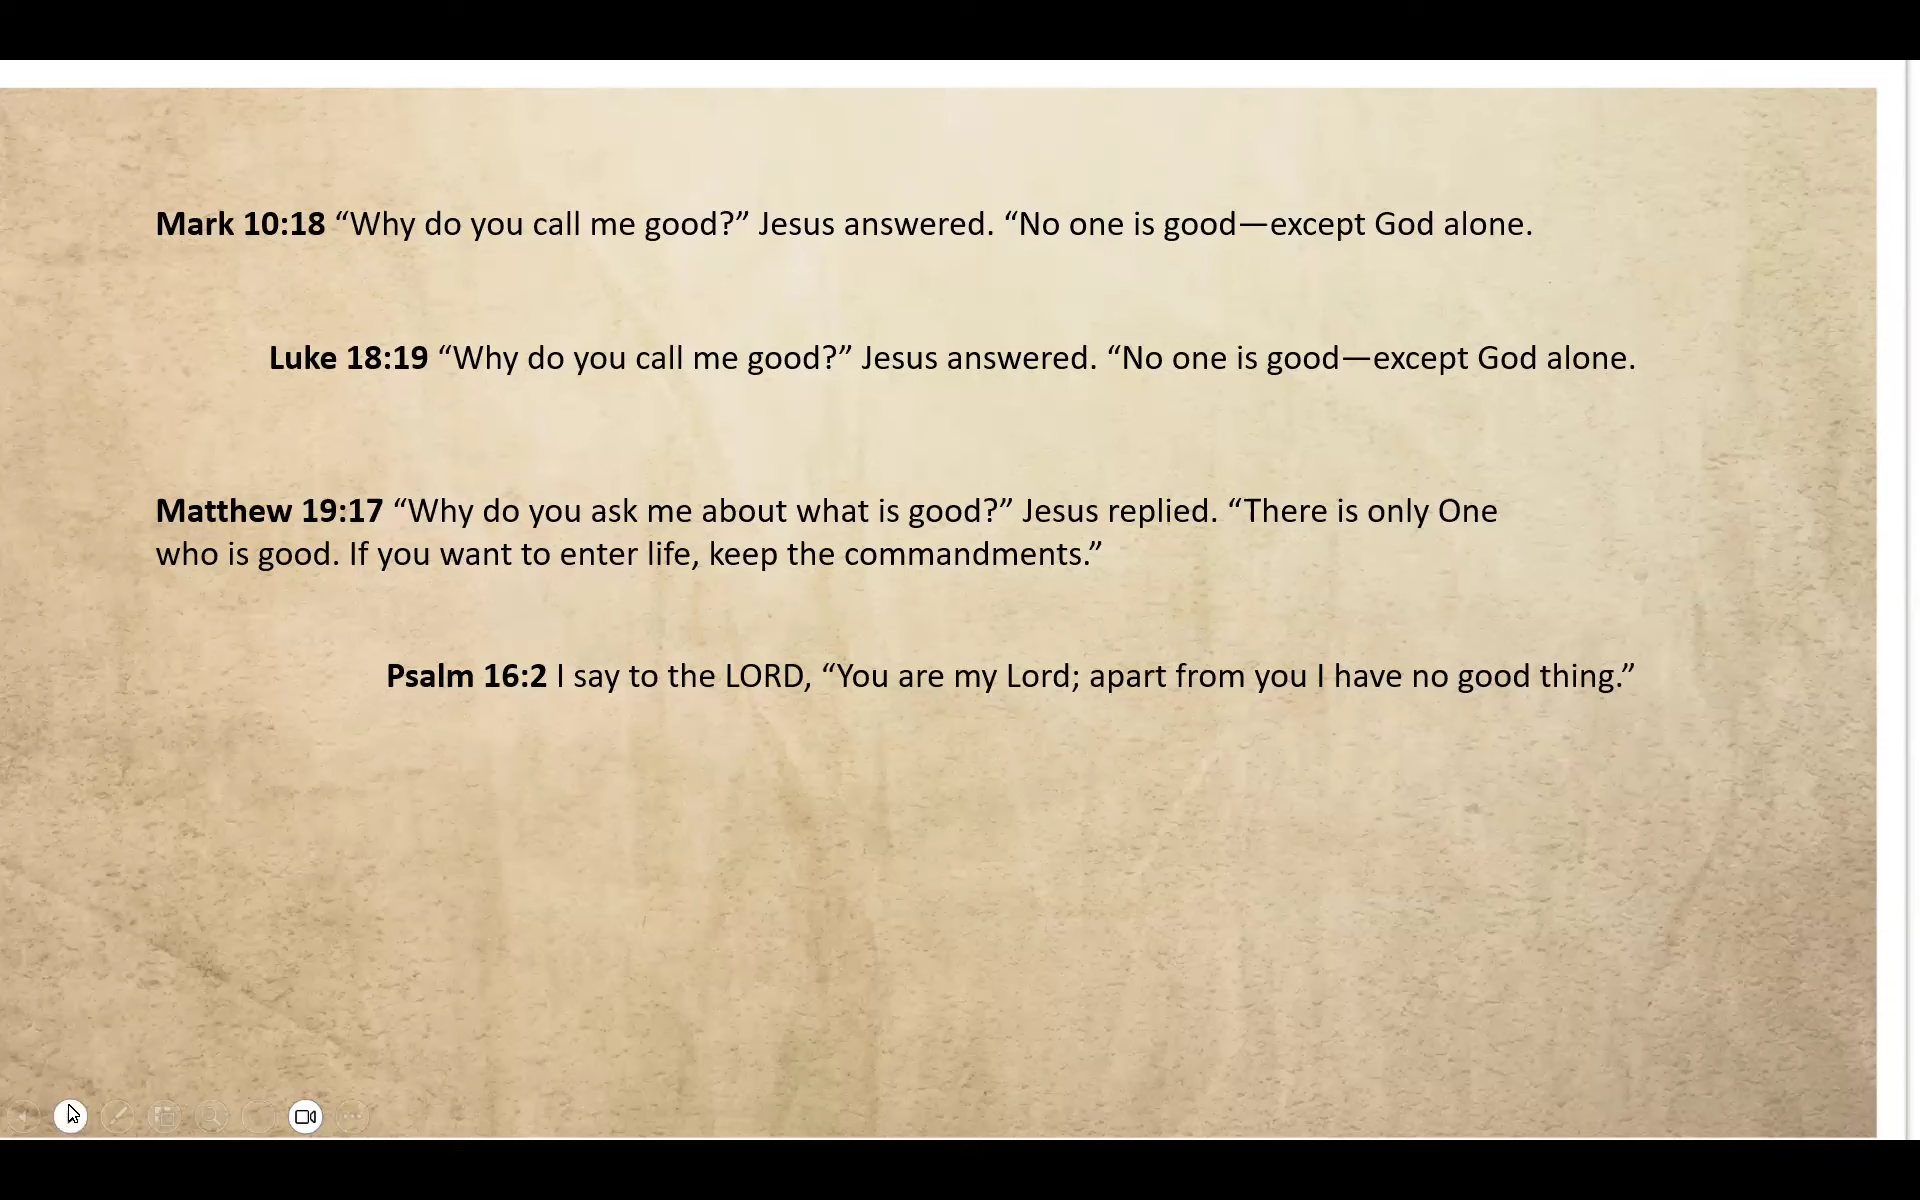 Mark 10:18 “Why do you call me good?” Jesus answered. “No one is good—except God alone.
Luke 18:19 “Why do you call me good?” Jesus answered. “No one is good—except God alone.
Matthew 19:17 “Why do you ask me about what is good?” Jesus replied. “There is only One
who is good. If you want to enter life, keep the commandments.”
Psalm 16:2 I say to the LORD, “You are my Lord; apart from you I have no good thing.”